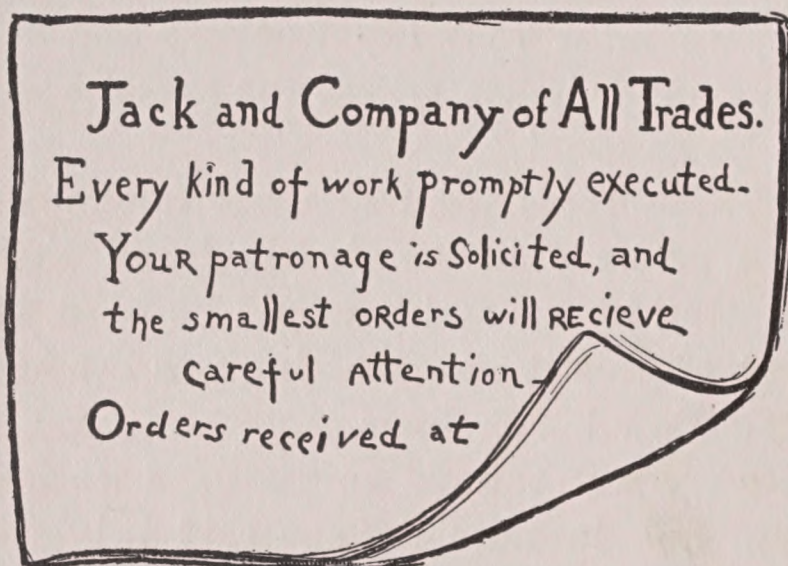 Jack and Company of All Trades.
Every kind of work promptly executed.
Your patronage is Solicited, and
the smallest orders will recieve
careful Attention.
Orders received at